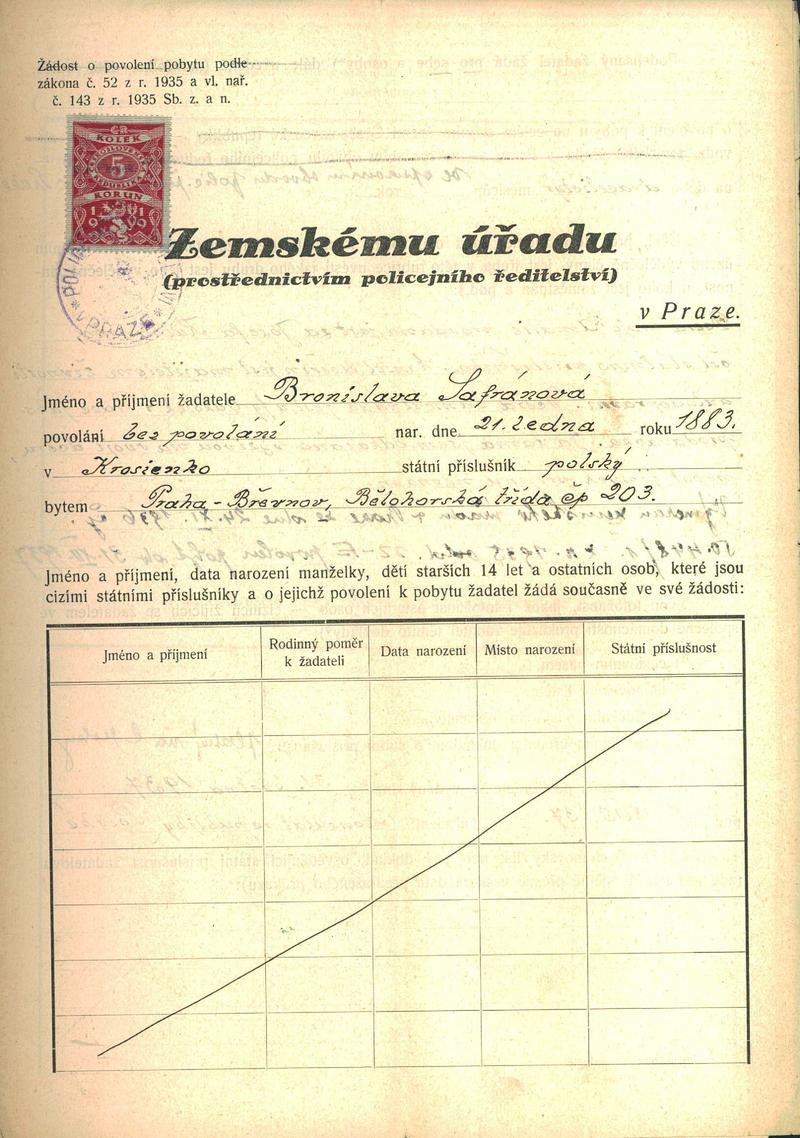 Žádost o povolení pobytu podle
zákona č. 52 z r. 1935 a vl. nař.
č. 143 z r. 1935 Sb. z. a n.
KOLEK
5
KORUN
1919
POLIC
V PRAZE
Zemskému úřadu
(prostřednictvím policejního ředitelství)
v Praze.
Jméno a příjmení žadatele Bronislava Šafránová
povolání bez povolání nar. dne 21. ledna roku 1883.
v Krosienko státní příslušník polský
bytem Praha - Břevnov, Bělohorská třída čp 203.
Jméno a příjmení, data narození manželky, dětí starších 14 let a ostatních osob, které jsou
cizími státními příslušníky a o jejichž povolení k pobytu žadatel žádá současně ve své žádosti:
Jméno a příjmení Rodinný poměr k žadateli Data narození Místo narození Státní příslušnost